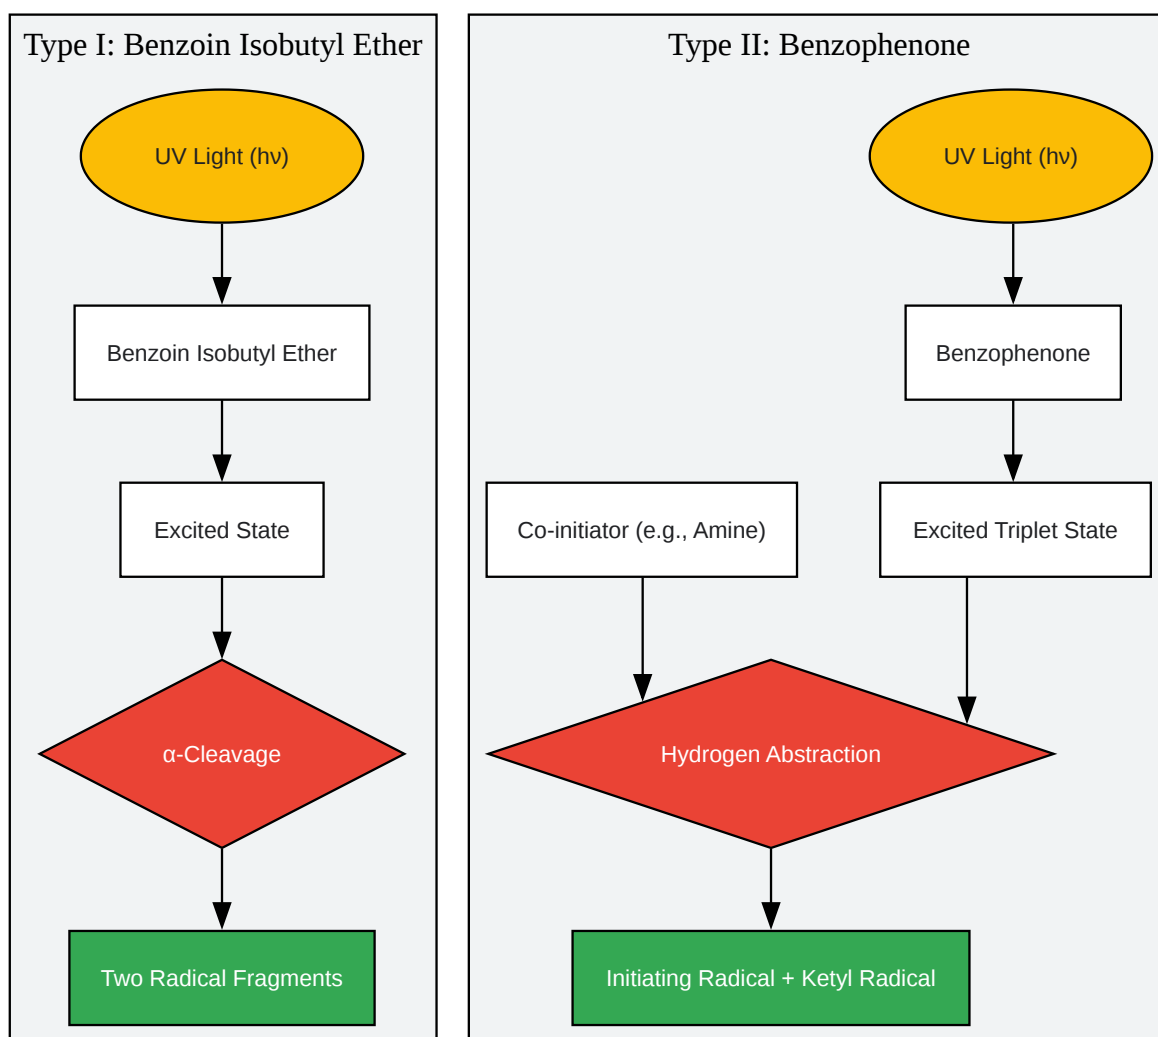 Type I: Benzoin Isobutyl Ether
UV Light (hν)
Benzoin Isobutyl Ether
Excited State
α-Cleavage
Two Radical Fragments
Type II: Benzophenone
UV Light (hν)
Benzophenone
Co-initiator (e.g., Amine)
Excited Triplet State
Hydrogen Abstraction
Initiating Radical + Ketyl Radical